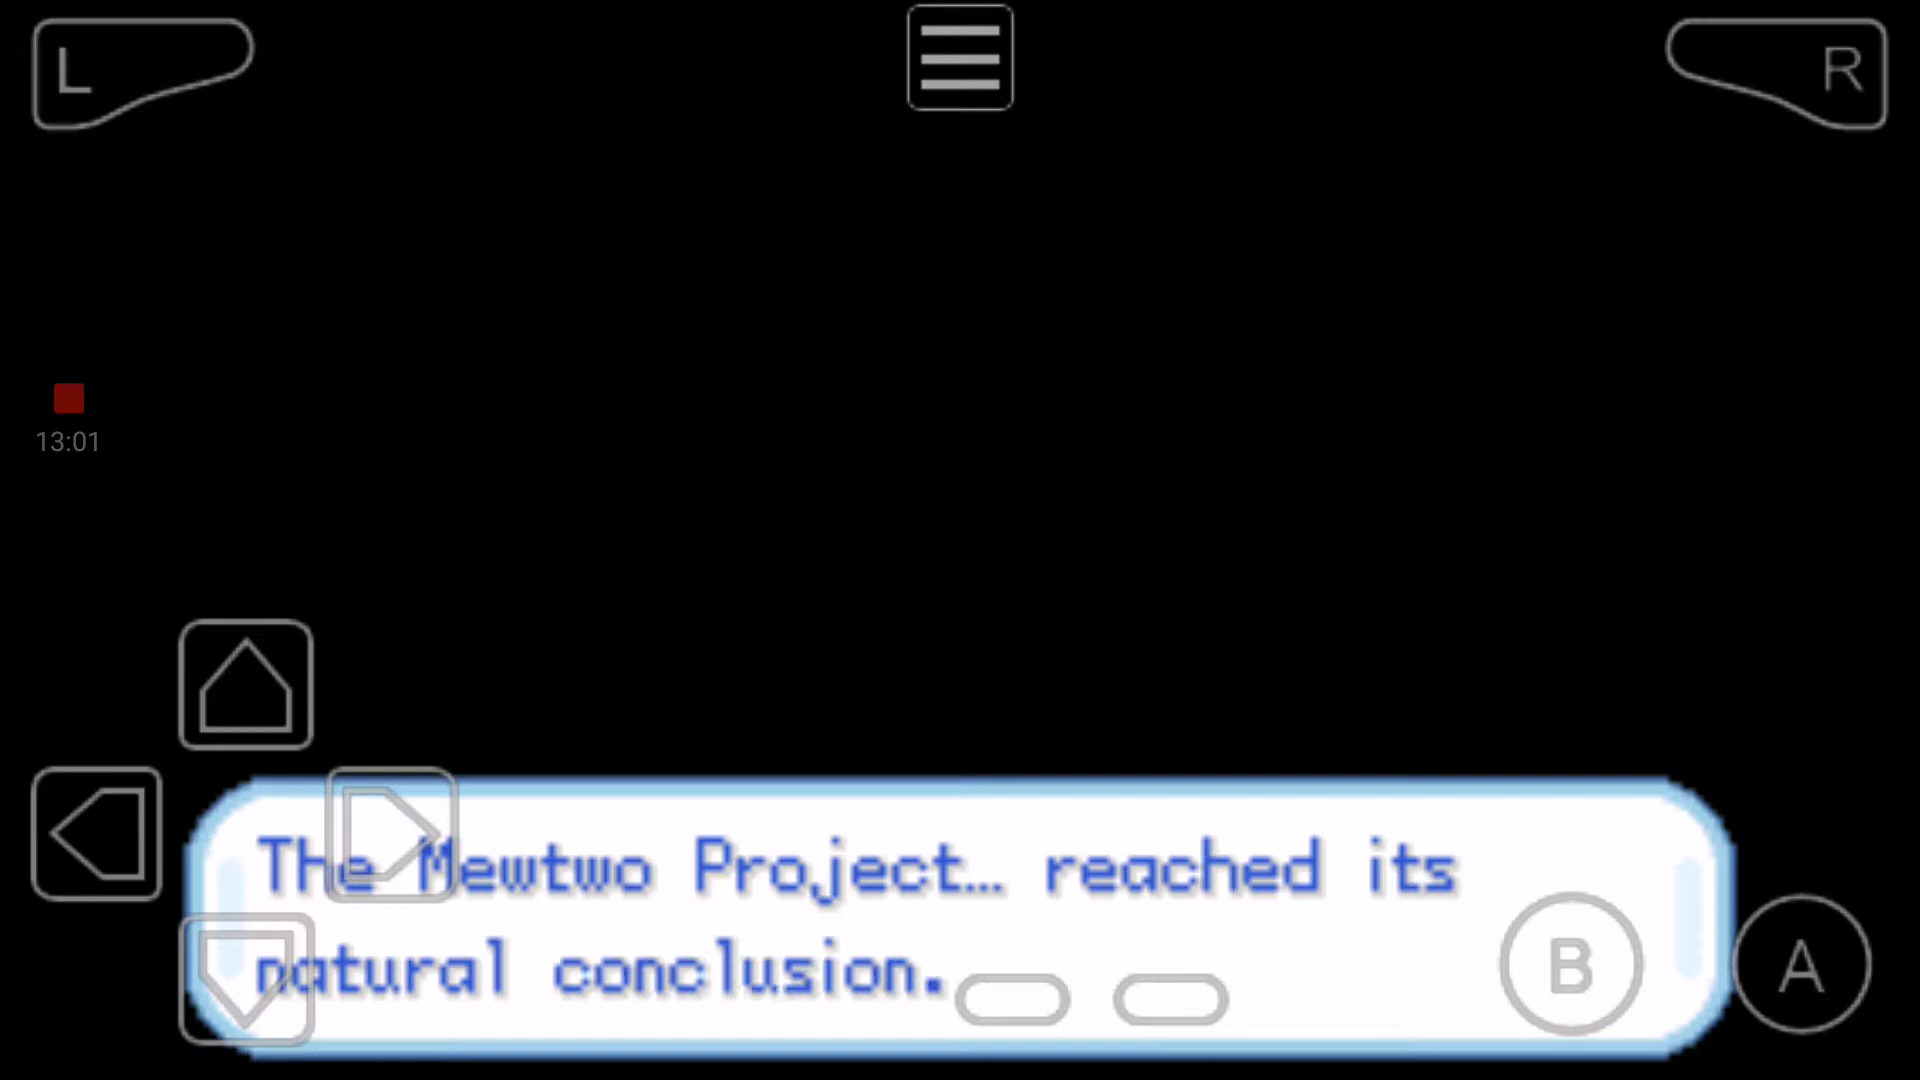 L
R
13:01
The Mewtwo Project… reached its
natural conclusion.
B
A